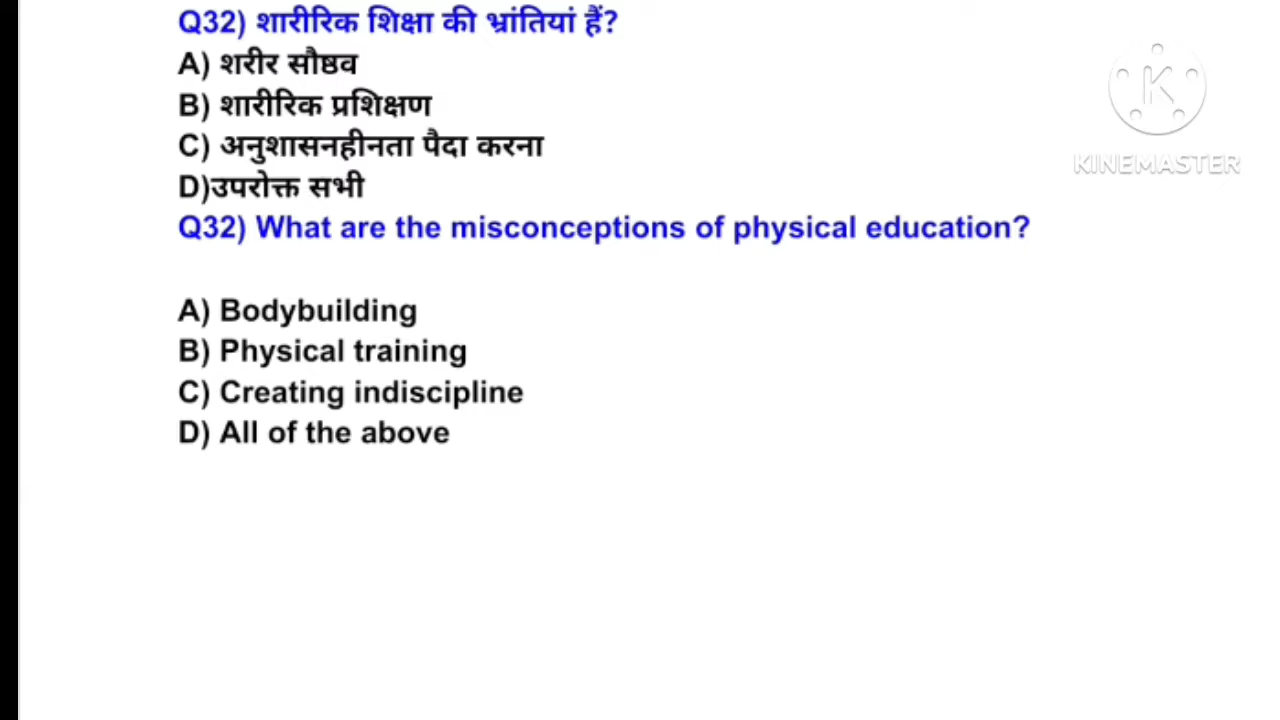 Q32) शारीरिक शिक्षा की भ्रांतियां हैं?
A) शरीर सौष्ठव
B) शारीरिक प्रशिक्षण
C) अनुशासनहीनता पैदा करना
D)उपरोक्त सभी
Q32) What are the misconceptions of physical education?
A) Bodybuilding
B) Physical training
C) Creating indiscipline
D) All of the above
K
KINEMASTER